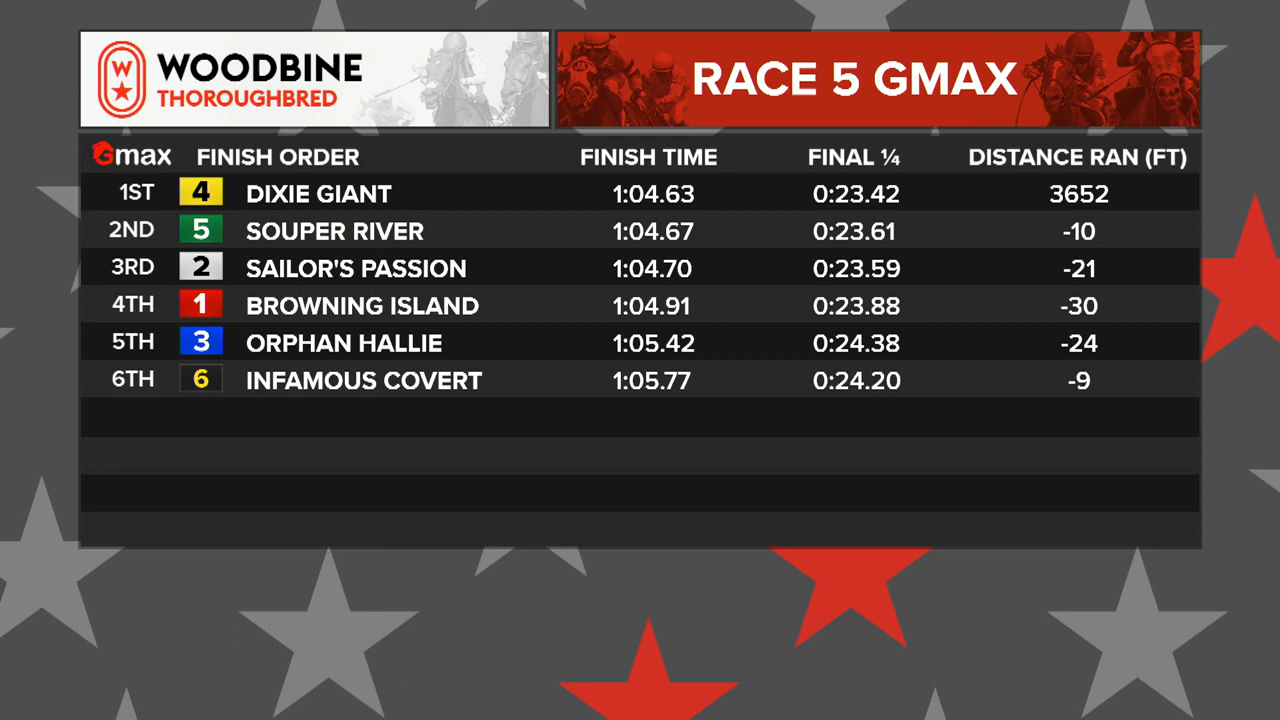 W
WOODBINE
THOROUGHBRED
RACE 5 GMAX
Gmax FINISH ORDER FINISH TIME FINAL ¼ DISTANCE RAN (FT)
1ST 4 DIXIE GIANT 1:04.63 0:23.42 3652
2ND 5 SOUPER RIVER 1:04.67 0:23.61 -10
3RD 2 SAILOR'S PASSION 1:04.70 0:23.59 -21
4TH 1 BROWNING ISLAND 1:04.91 0:23.88 -30
5TH 3 ORPHAN HALLIE 1:05.42 0:24.38 -24
6TH 6 INFAMOUS COVERT 1:05.77 0:24.20 -9